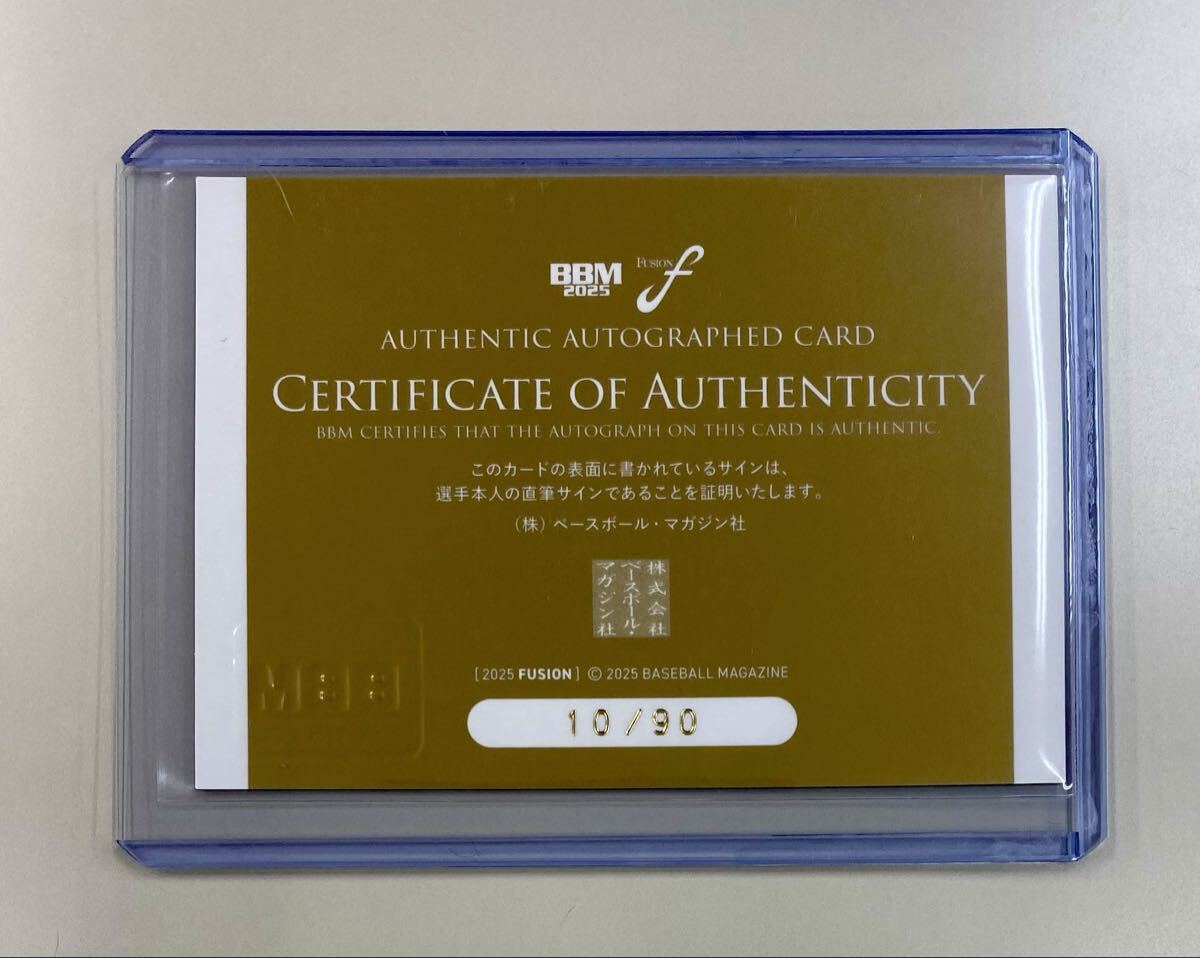 BBM
2025
FUSION f
AUTHENTIC AUTOGRAPHED CARD
CERTIFICATE OF AUTHENTICITY
BBM CERTIFIES THAT THE AUTOGRAPH ON THIS CARD IS AUTHENTIC.
このカードの表面に書かれているサインは、
選手本人の直筆サインであることを証明いたします。
(株)ベースボール・マガジン社
株式会社
ベースボール・
マガジン社
[2025 FUSION] © 2025 BASEBALL MAGAZINE
10/90